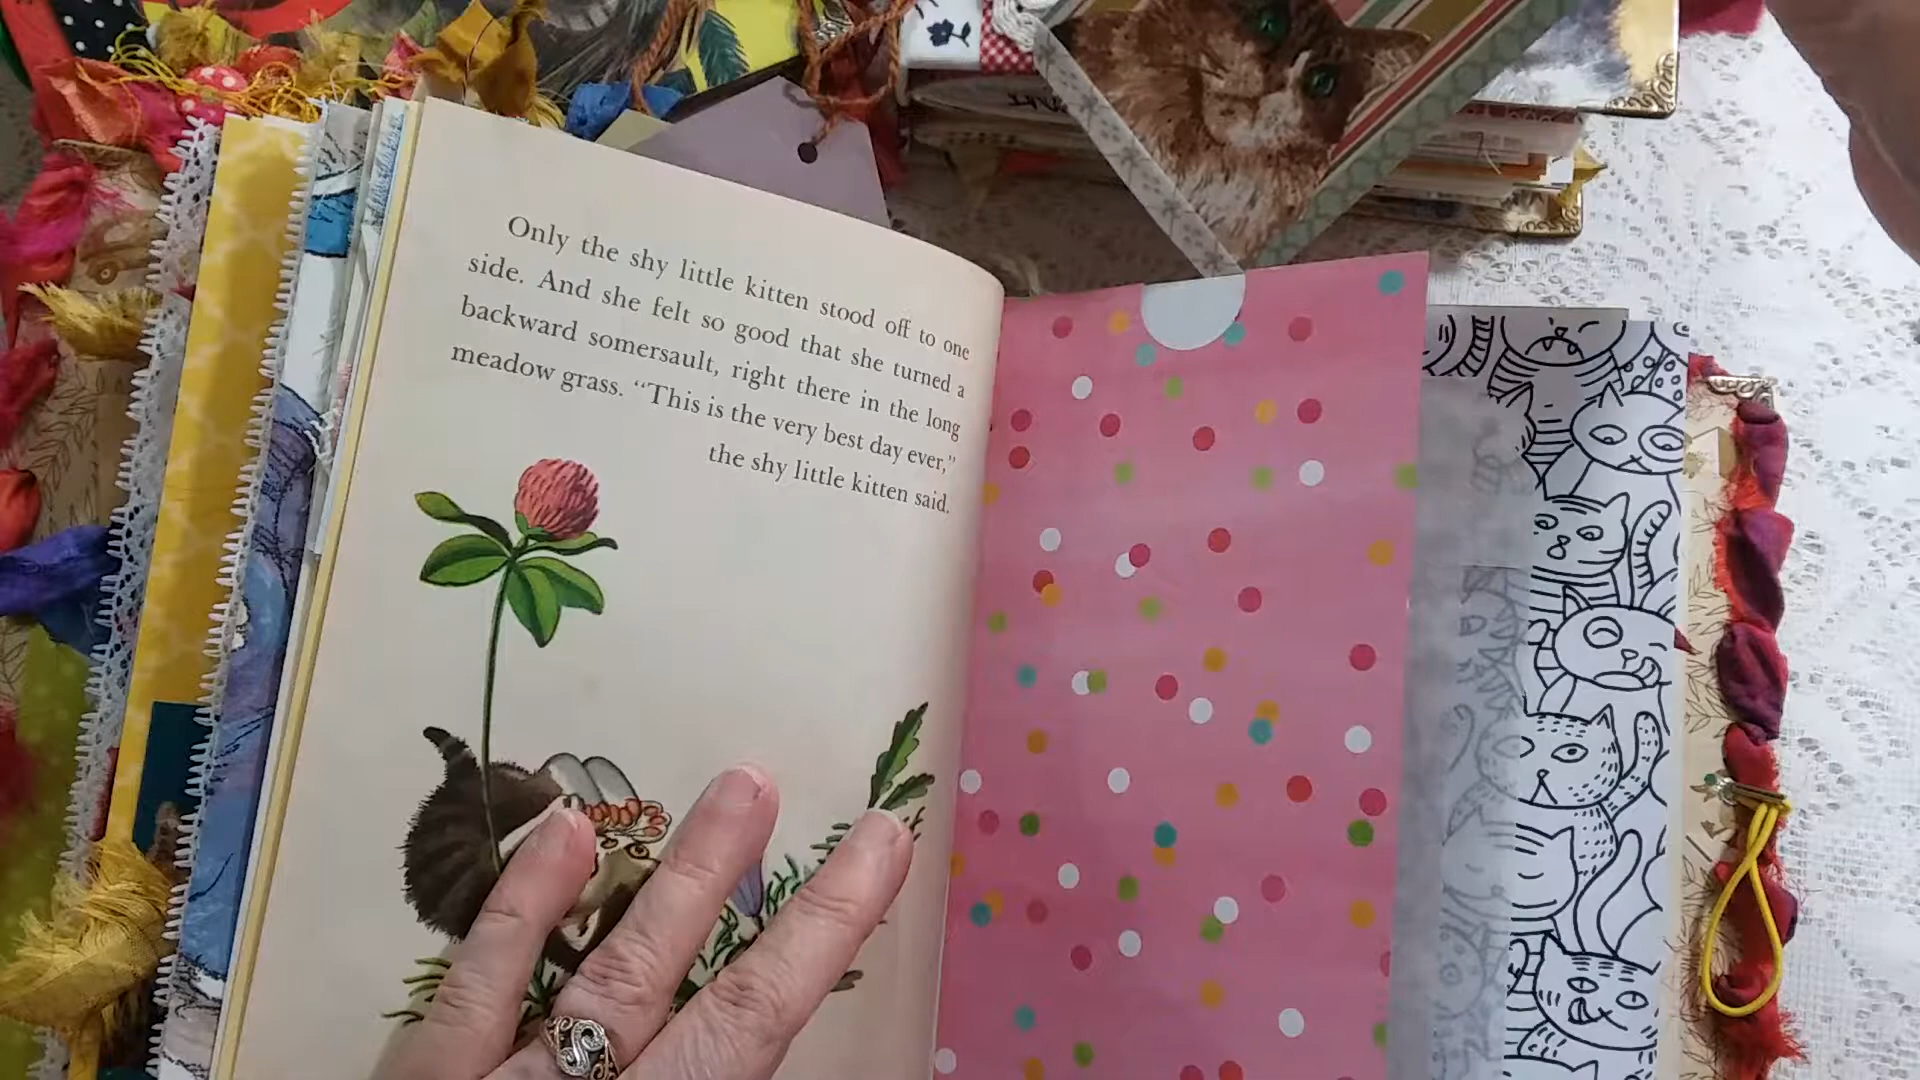 Only the shy little kitten stood off to one
side. And she felt so good that she turned a
backward somersault, right there in the long
meadow grass. “This is the very best day ever,”
the shy little kitten said.